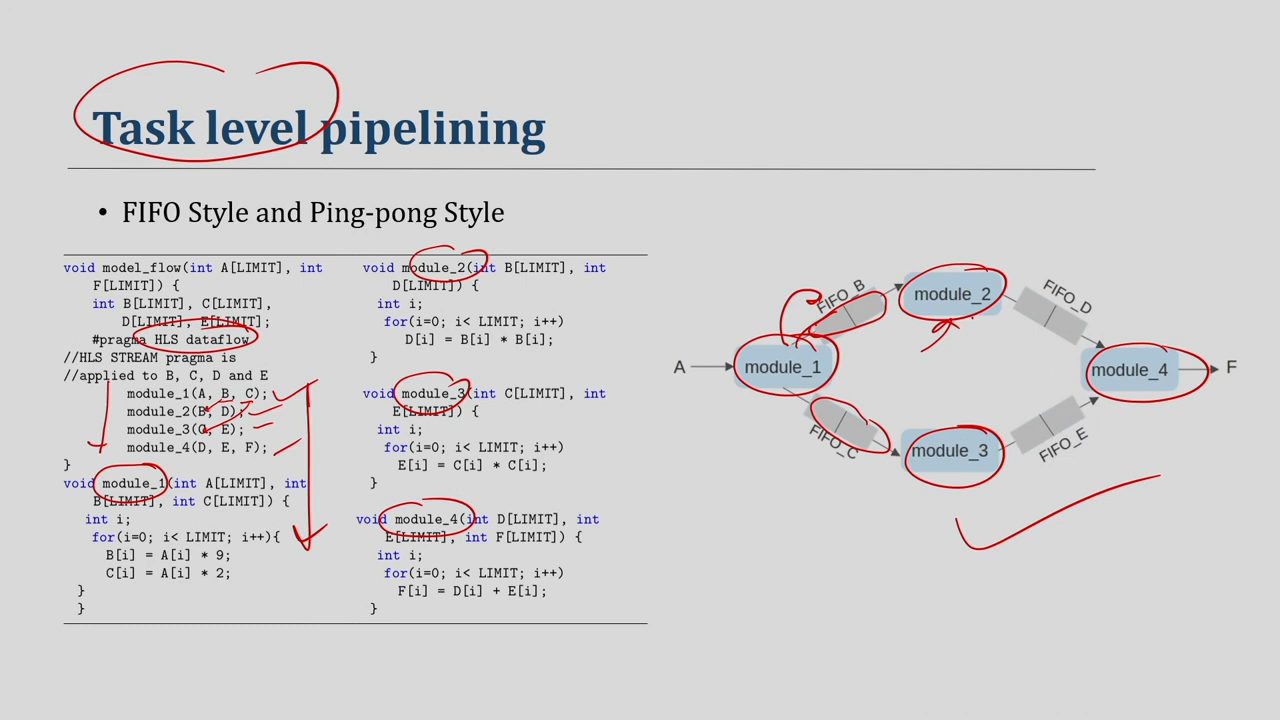 Task level pipelining
• FIFO Style and Ping-pong Style
void model_flow(int A[LIMIT], int
F[LIMIT]) {
int B[LIMIT], C[LIMIT],
D[LIMIT], E[LIMIT];
#pragma HLS dataflow
//HLS STREAM pragma is
//applied to B, C, D and E
module_1(A, B, C);
module_2(B, D);
module_3(C, E);
module_4(D, E, F);
}
void module_1(int A[LIMIT], int
B[LIMIT], int C[LIMIT]) {
int i;
for(i=0; i< LIMIT; i++){
B[i] = A[i] * 9;
C[i] = A[i] * 2;
}
}
void module_2(int B[LIMIT], int
D[LIMIT]) {
int i;
for(i=0; i< LIMIT; i++)
D[i] = B[i] * B[i];
}
void module_3(int C[LIMIT], int
E[LIMIT]) {
int i;
for(i=0; i< LIMIT; i++)
E[i] = C[i] * C[i];
}
void module_4(int D[LIMIT], int
E[LIMIT], int F[LIMIT]) {
int i;
for(i=0; i< LIMIT; i++)
F[i] = D[i] + E[i];
}
A
module_1
FIFO_B
module_2
FIFO_D
FIFO_C
module_3
FIFO_E
module_4
F